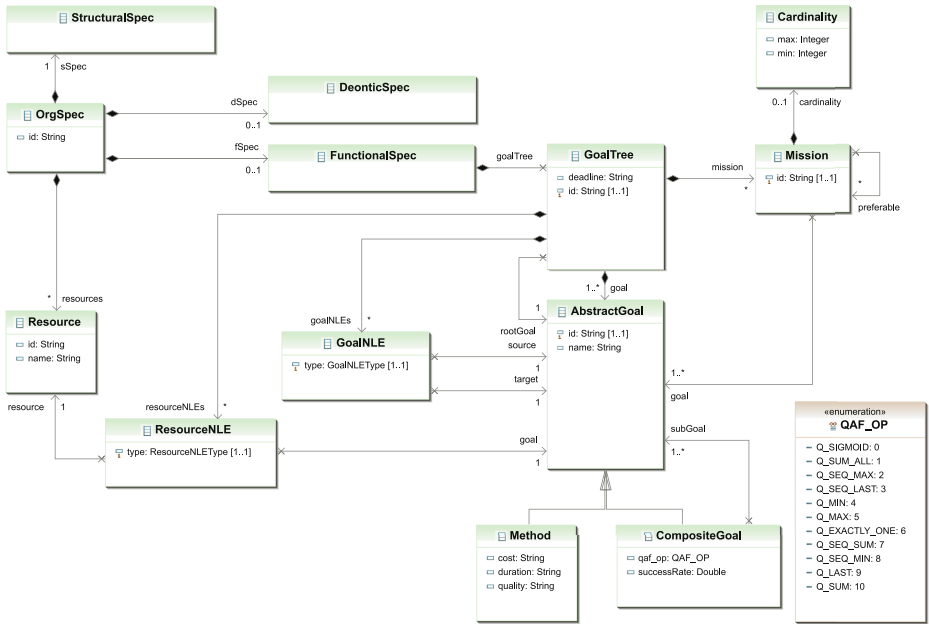 StructuralSpec
Cardinality
max: Integer
min: Integer
1 sSpec
OrgSpec
id: String
dSpec
0..1
DeonticSpec
0..1 cardinality
fSpec
0..1
FunctionalSpec
goalTree
GoalTree
deadline: String
id: String [1..1]
mission
*
Mission
id: String [1..1]
*
preferable
* resources
Resource
id: String
name: String
resource 1
1..* goal
1
rootGoal
AbstractGoal
id: String [1..1]
name: String
goalNLEs *
GoalNLE
type: GoalNLEType [1..1]
source
1
target
1
1..*
goal
resourceNLEs *
ResourceNLE
type: ResourceNLEType [1..1]
goal
1
subGoal
1..*
Method
cost: String
duration: String
quality: String
CompositeGoal
qaf_op: QAF_OP
successRate: Double
«enumeration»
QAF_OP
Q_SIGMOID: 0
Q_SUM_ALL: 1
Q_SEQ_MAX: 2
Q_SEQ_LAST: 3
Q_MIN: 4
Q_MAX: 5
Q_EXACTLY_ONE: 6
Q_SEQ_SUM: 7
Q_SEQ_MIN: 8
Q_LAST: 9
Q_SUM: 10